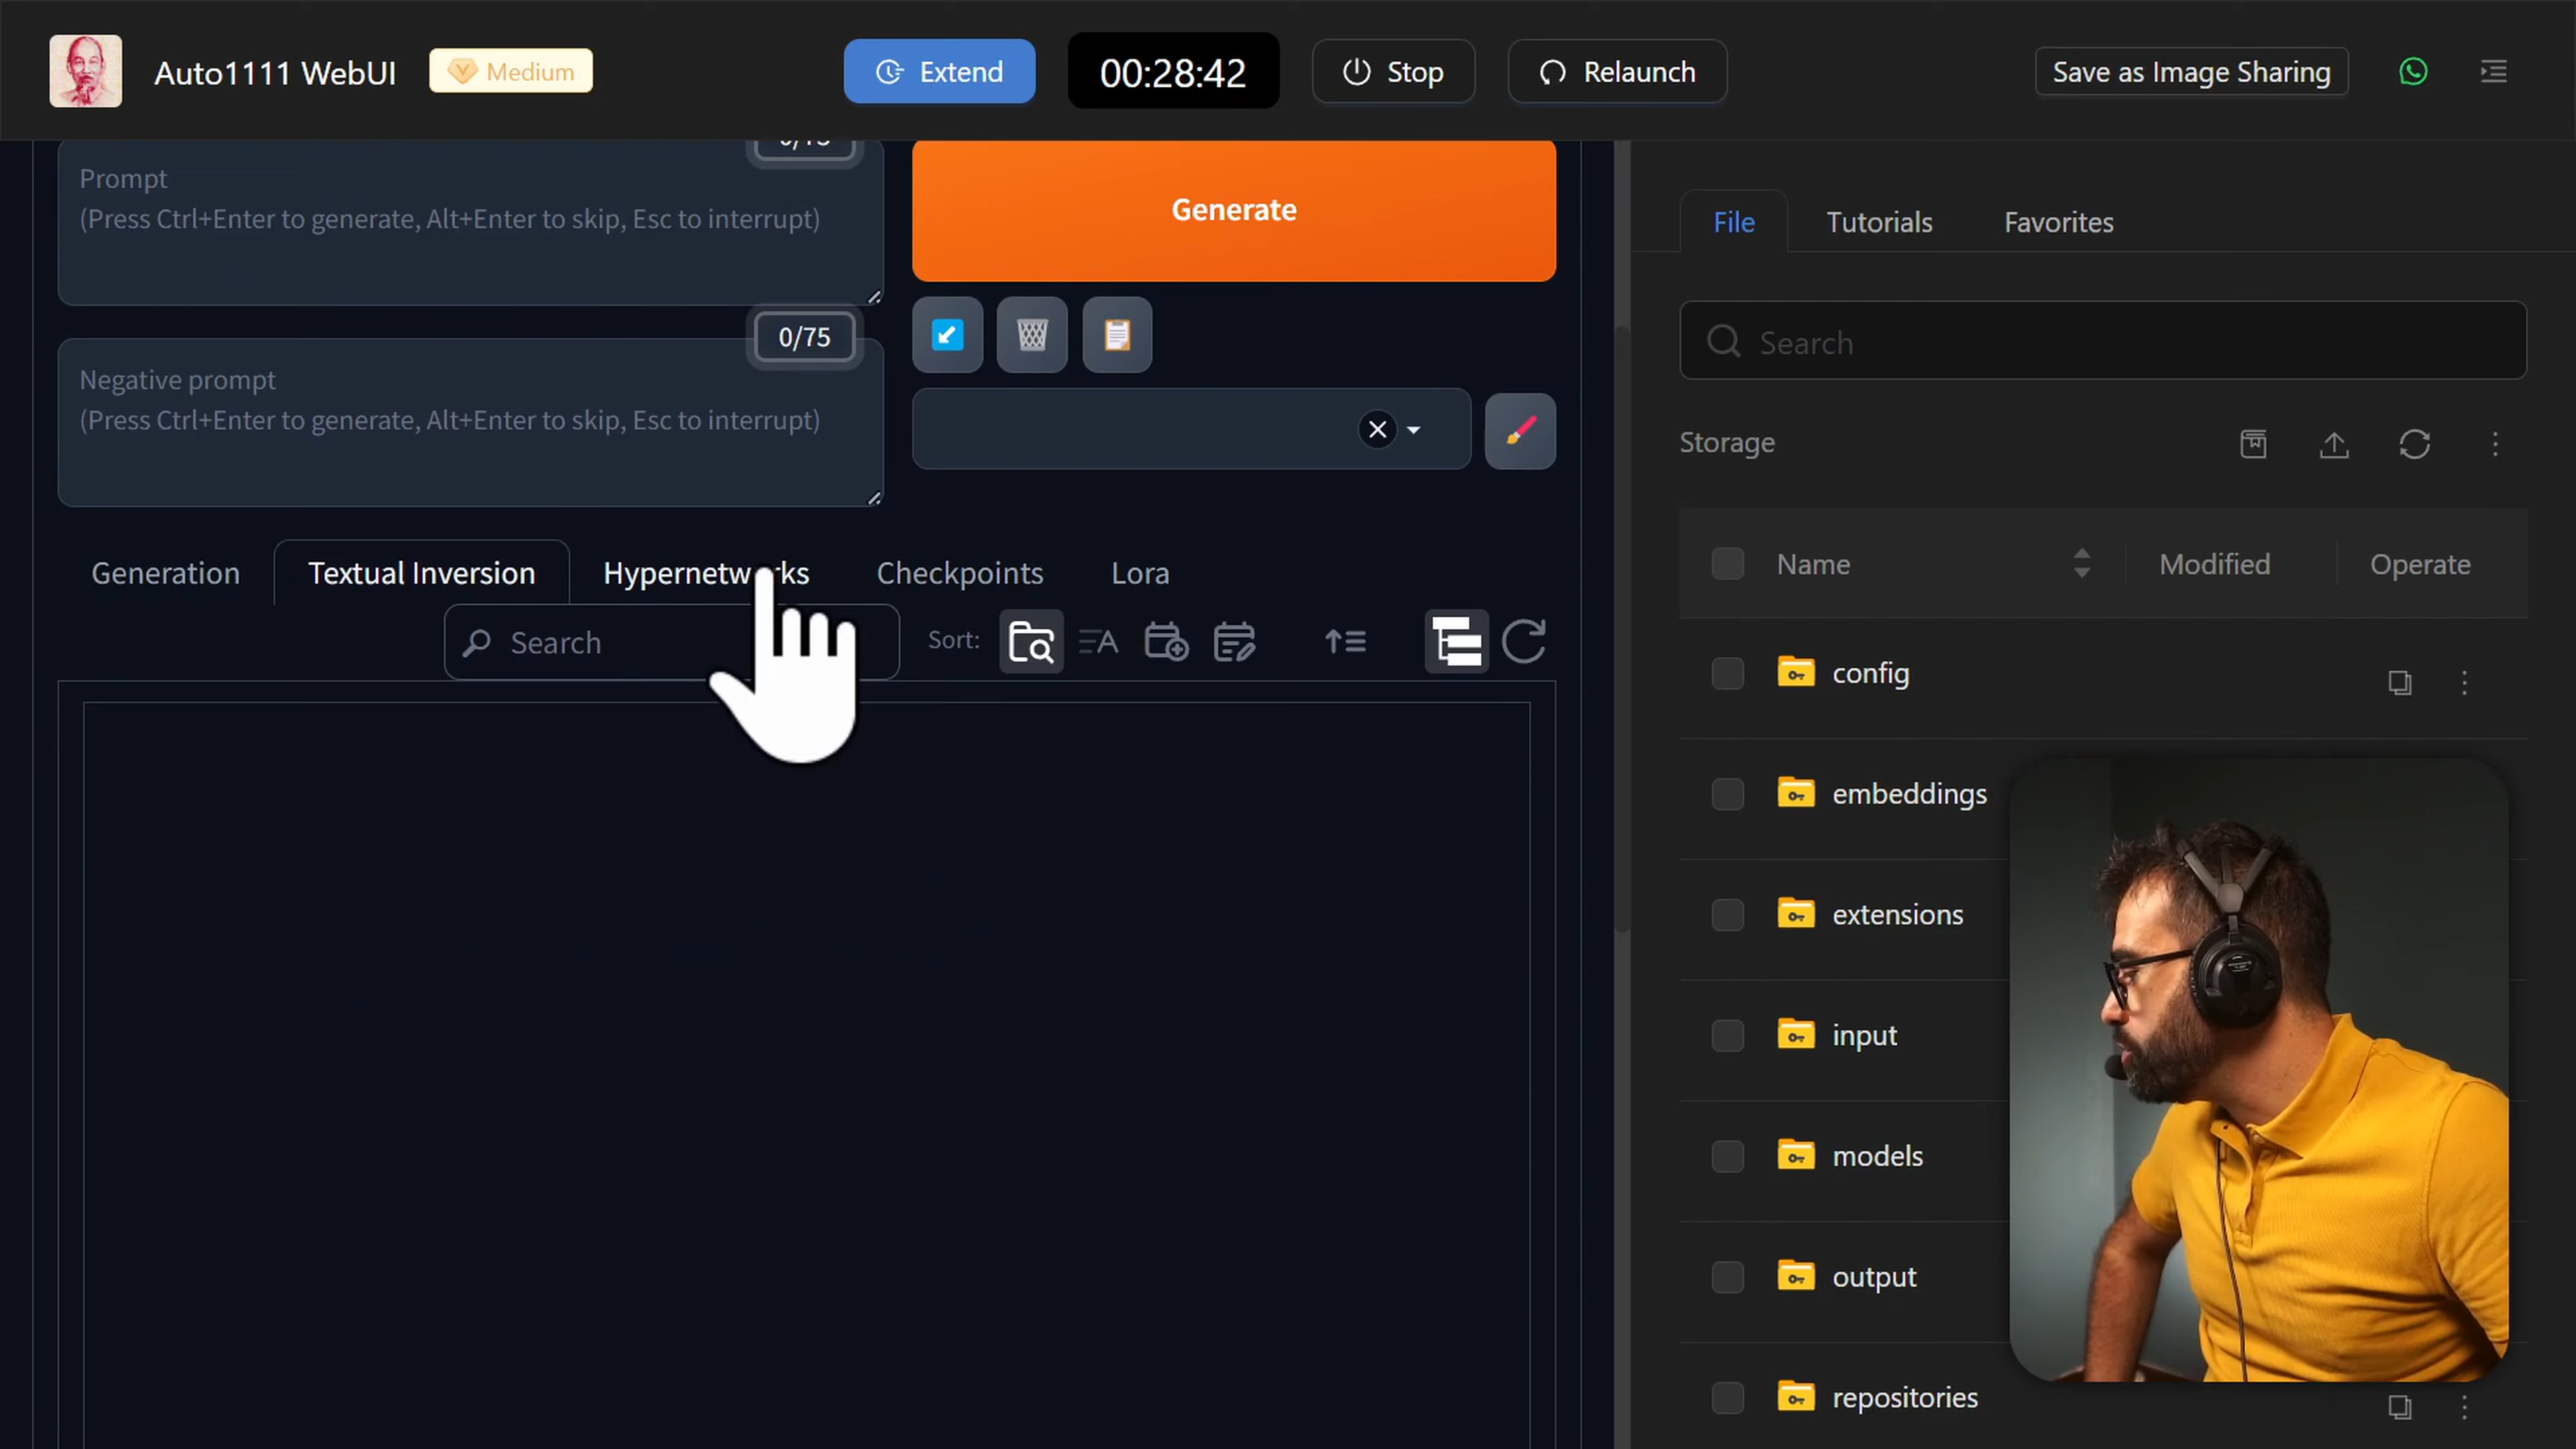 Auto1111 WebUI
Medium
Extend
00:28:42
Stop
Relaunch
Save as Image Sharing
Prompt
(Press Ctrl+Enter to generate, Alt+Enter to skip, Esc to interrupt)
Generate
0/75
Negative prompt
(Press Ctrl+Enter to generate, Alt+Enter to skip, Esc to interrupt)
Generation
Textual Inversion
Hypernetworks
Checkpoints
Lora
Search
Sort:
File
Tutorials
Favorites
Search
Storage
Name
Modified
Operate
config
embeddings
extensions
input
models
output
repositories